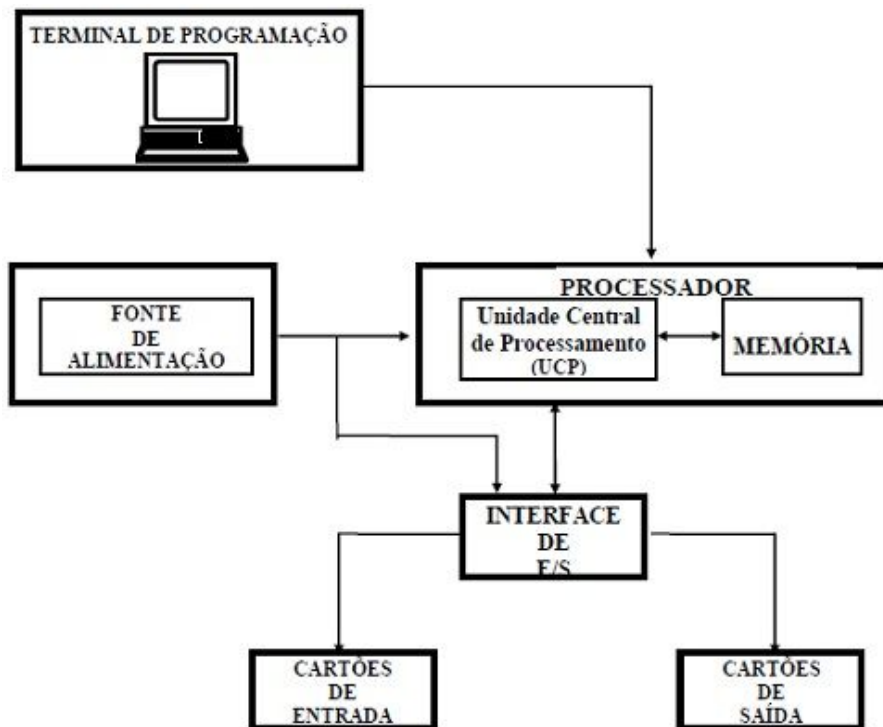 TERMINAL DE PROGRAMAÇÃO
FONTE
DE
ALIMENTAÇÃO
PROCESSADOR
Unidade Central
de Processamento
(UCP)
MEMÓRIA
INTERFACE
DE
E/S
CARTÕES
DE
ENTRADA
CARTÕES
DE
SAÍDA